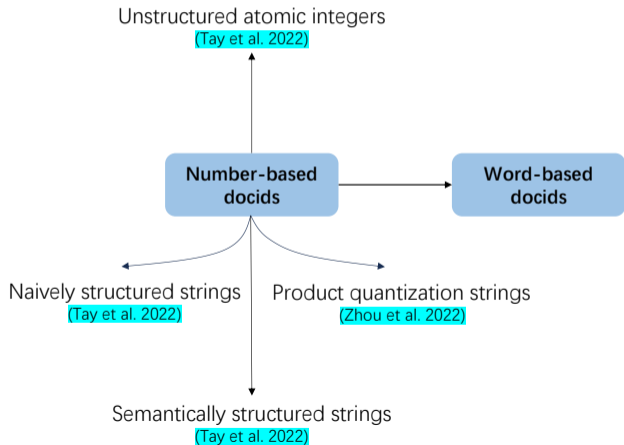 Unstructured atomic integers
(Tay et al. 2022)
Number-based
docids
Word-based
docids
Naively structured strings
(Tay et al. 2022)
Product quantization strings
(Zhou et al. 2022)
Semantically structured strings
(Tay et al. 2022)